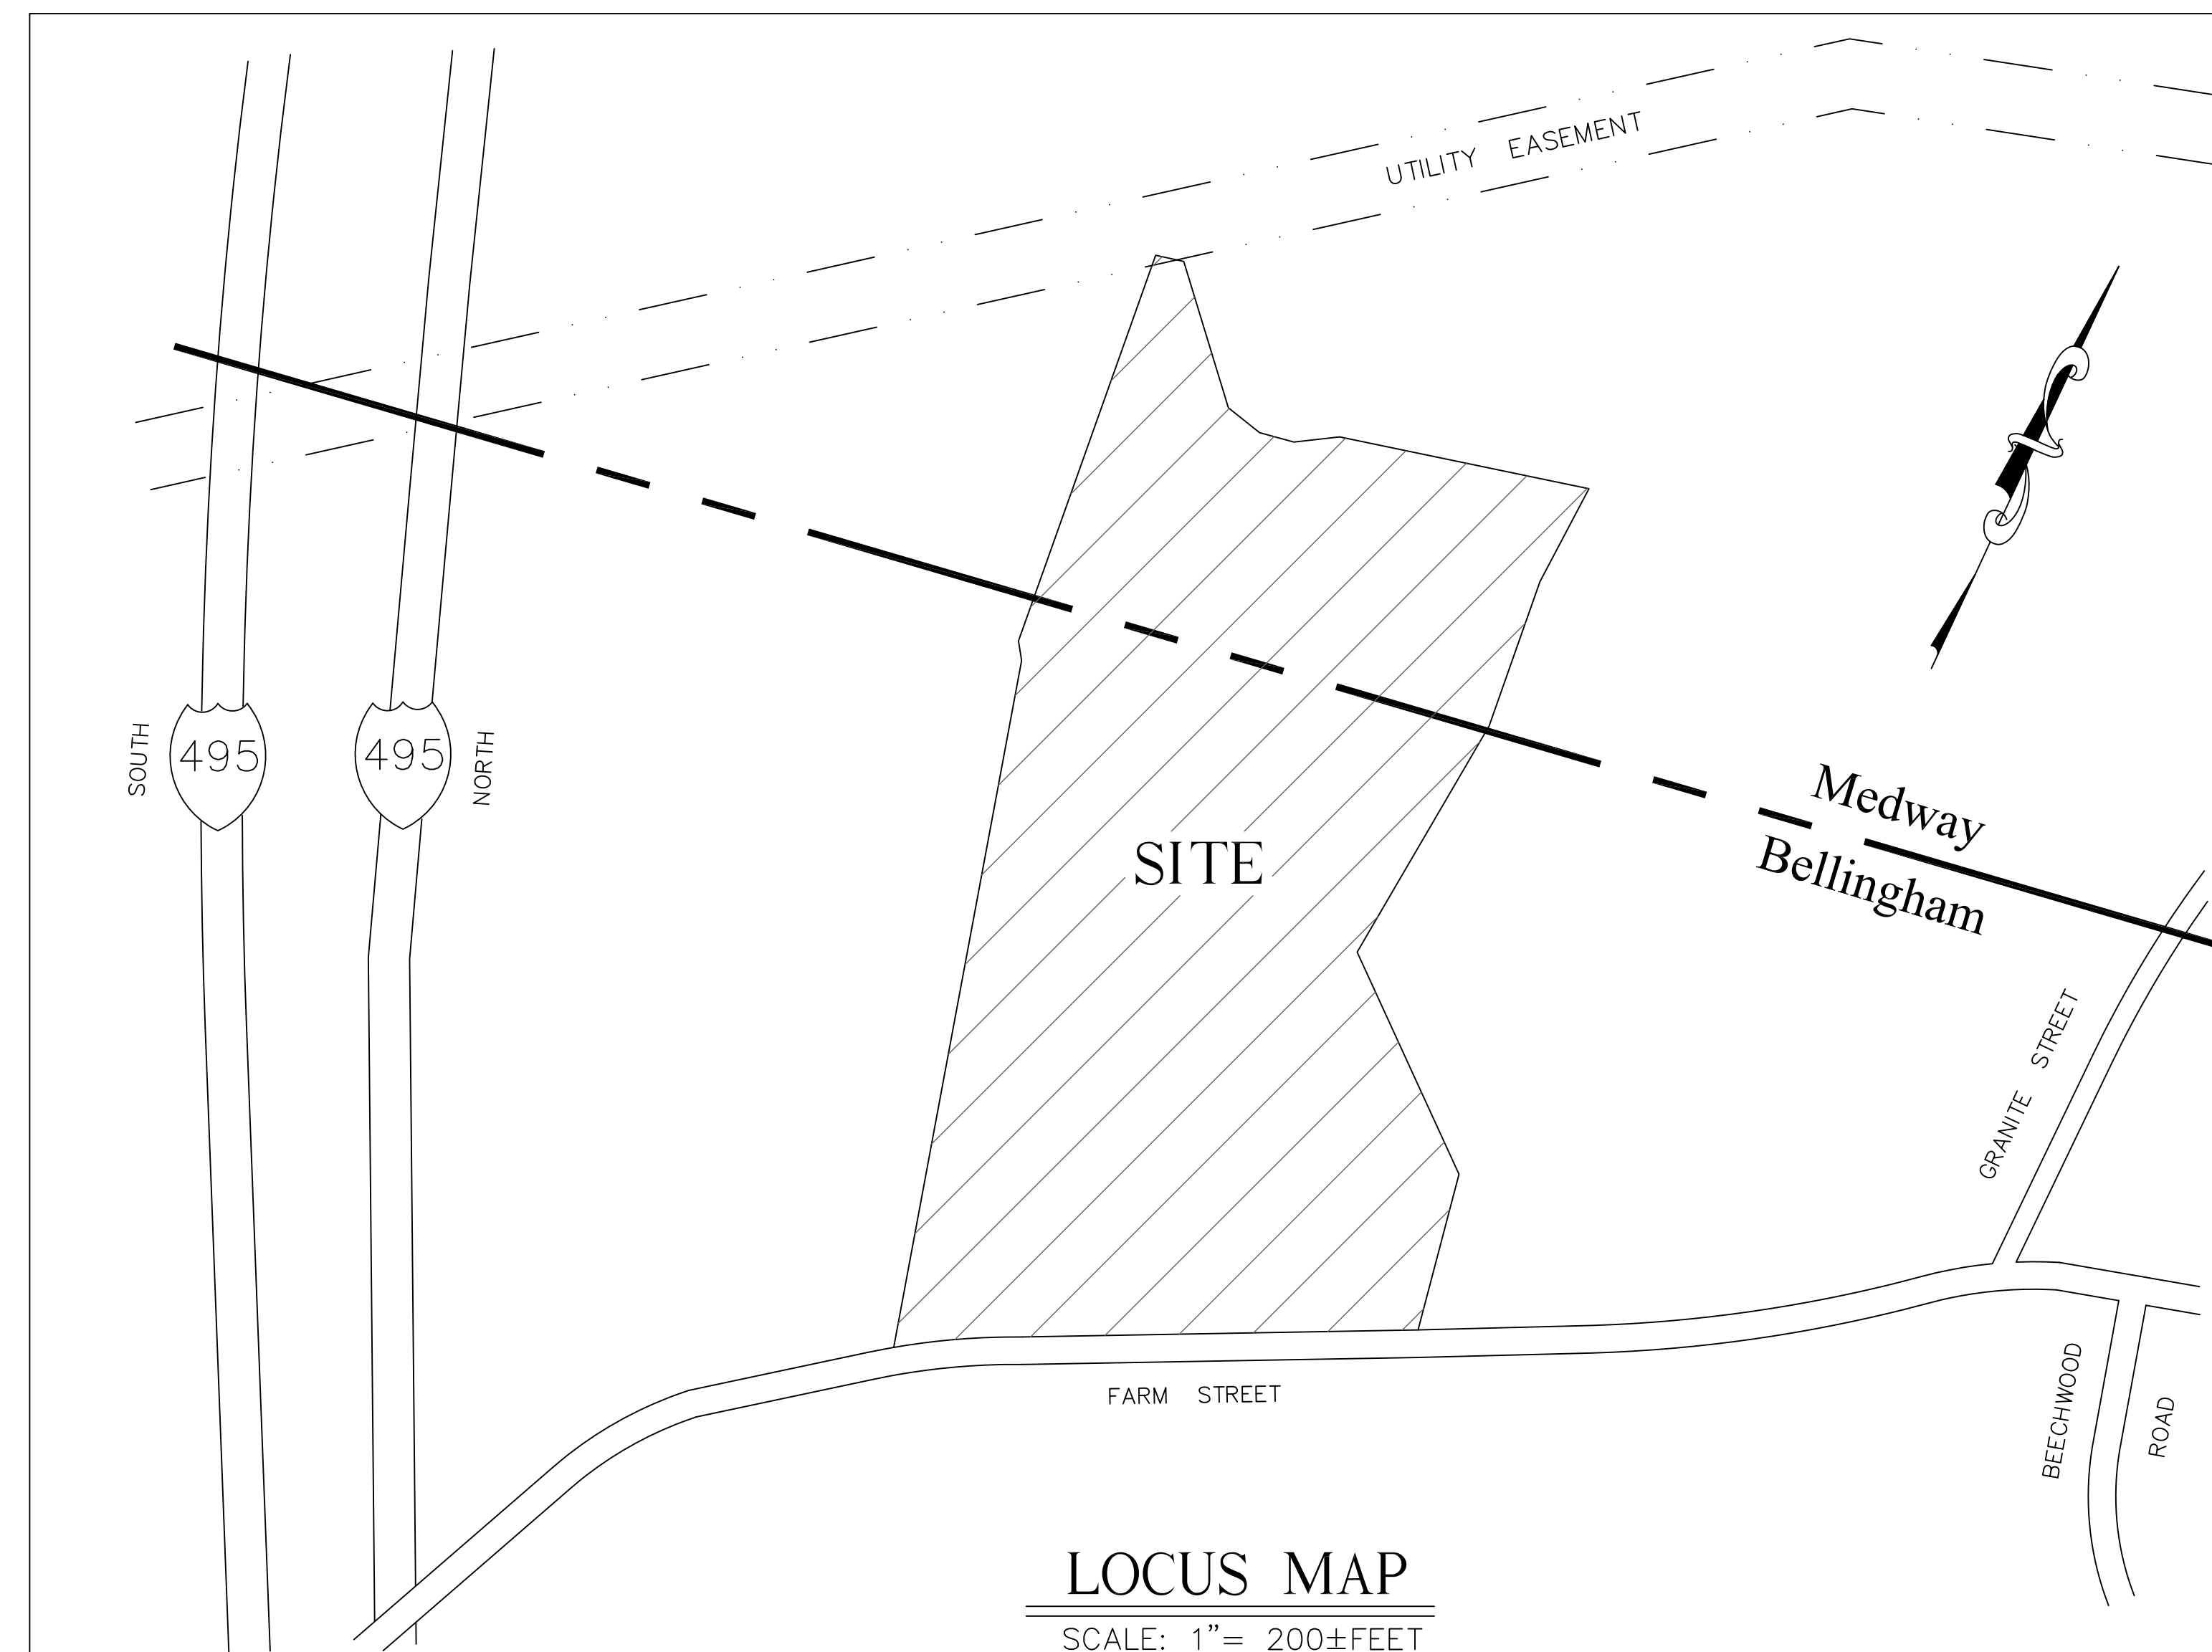 UTILITY EASEMENT
SOUTH
495
495
NORTH
SITE
Medway
Bellingham
GRANITE STREET
FARM STREET
BEECHWOOD
ROAD
LOCUS MAP
SCALE: 1"= 200±FEET